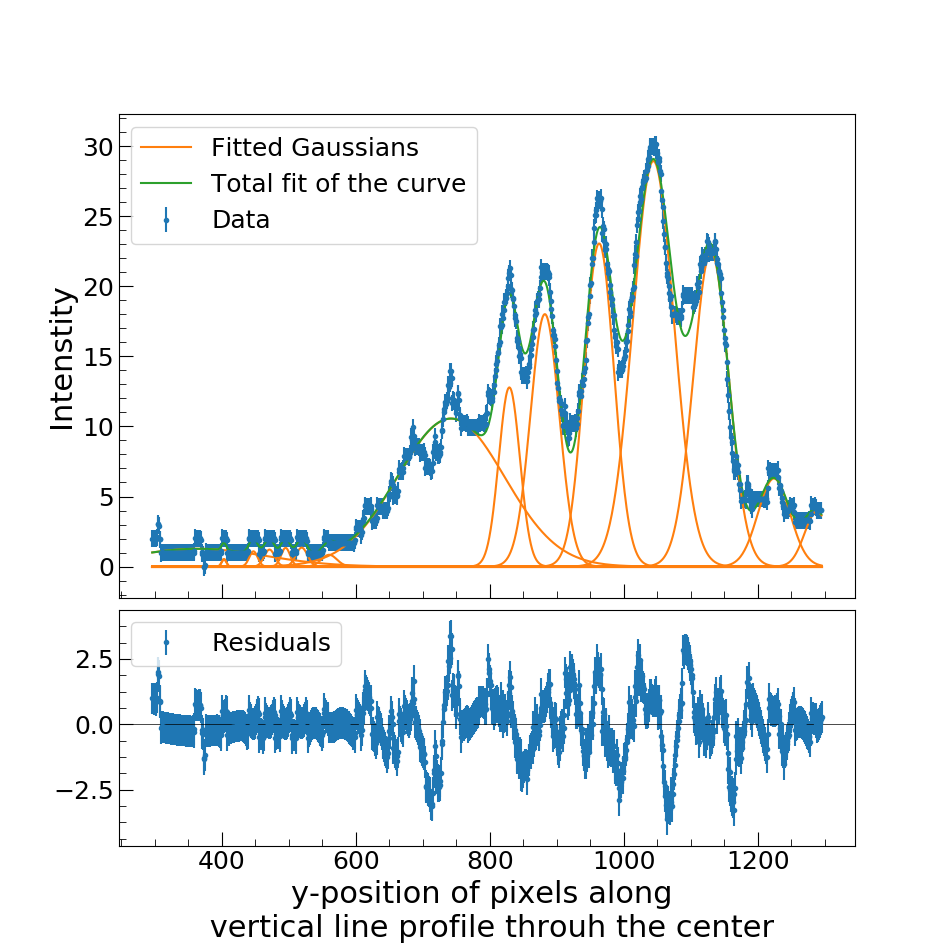 30
25
20
15
10
5
0
Intenstity
Fitted Gaussians
Total fit of the curve
Data
2.5
0.0
−2.5
Residuals
400 600 800 1000 1200
y-position of pixels along
vertical line profile throuh the center